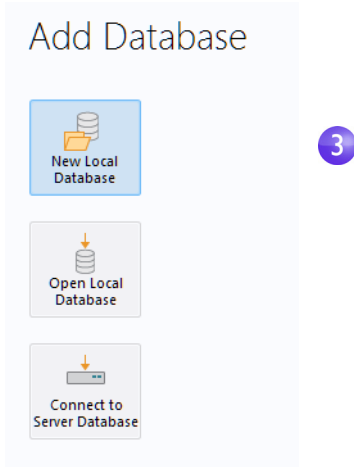 Add Database
New Local
Database
3
Open Local
Database
Connect to
Server Database